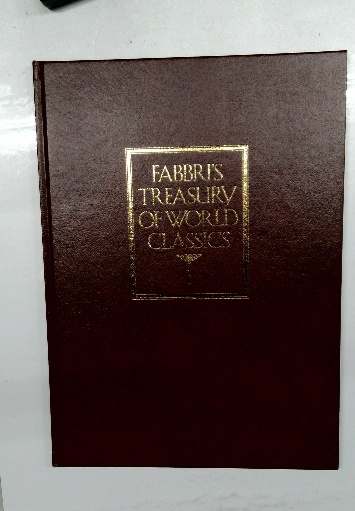 FABBRI'S
TREASURY
OF WORLD
CLASSICS